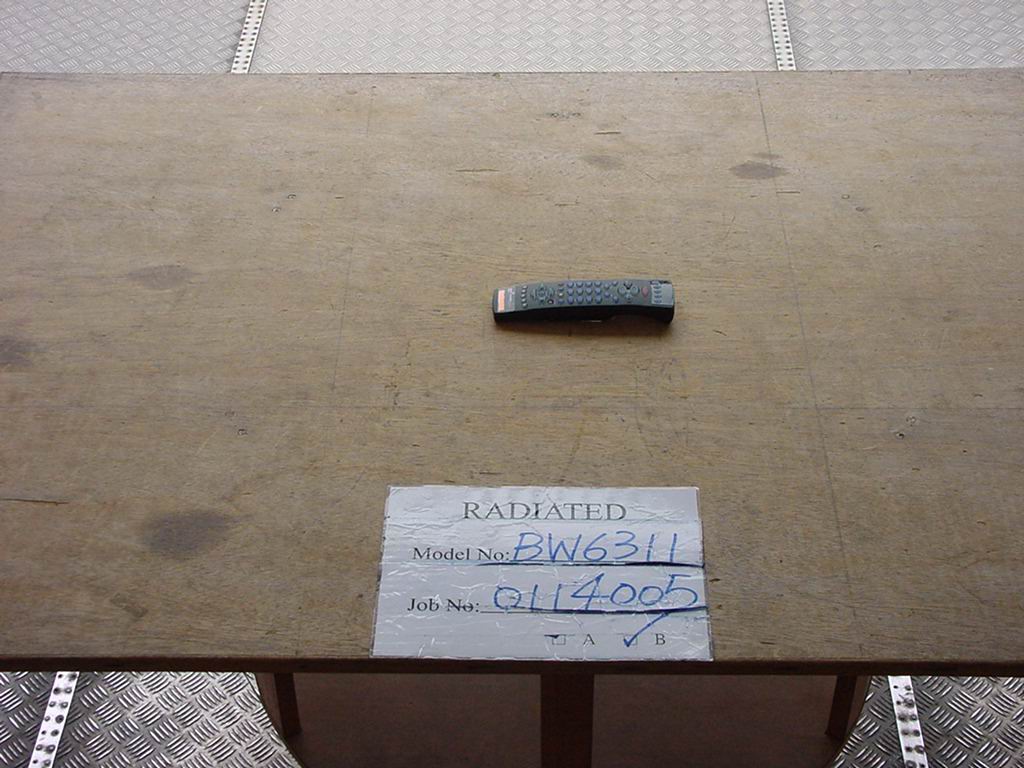 RADIATED
Model No: BW6311
Job No: 0114005
A B